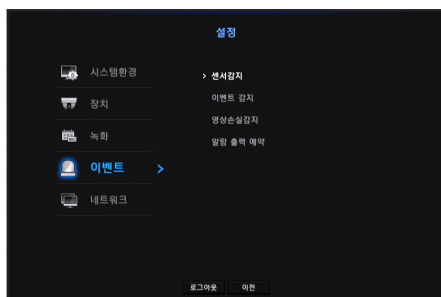 설정
시스템환경
장치
녹화
이벤트 >
네트워크
> 센서감지
이벤트 감지
영상손실감지
알람 출력 예약
로그아웃 이전